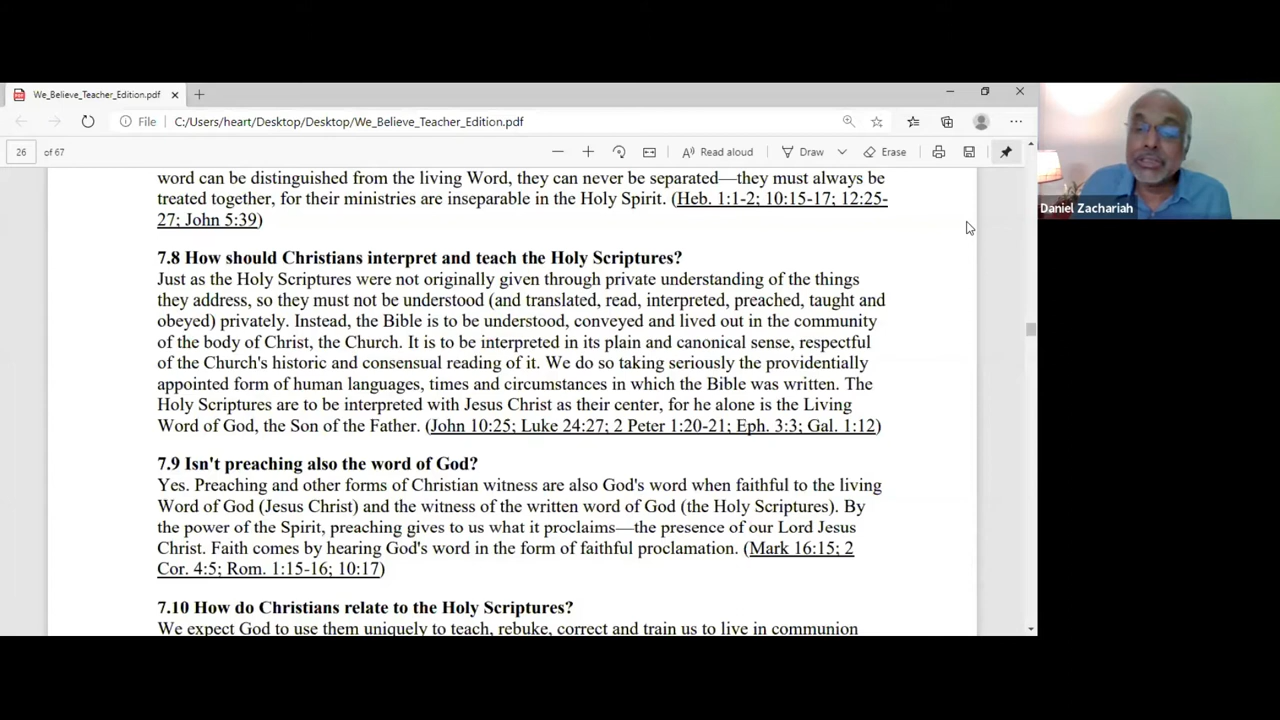 We_Believe_Teacher_Edition.pdf
File C:/Users/heart/Desktop/Desktop/We_Believe_Teacher_Edition.pdf
26 of 67 Read aloud Draw Erase
word can be distinguished from the living Word, they can never be separated—they must always be
treated together, for their ministries are inseparable in the Holy Spirit. (Heb. 1:1-2; 10:15-17; 12:25-
27; John 5:39)
7.8 How should Christians interpret and teach the Holy Scriptures?
Just as the Holy Scriptures were not originally given through private understanding of the things
they address, so they must not be understood (and translated, read, interpreted, preached, taught and
obeyed) privately. Instead, the Bible is to be understood, conveyed and lived out in the community
of the body of Christ, the Church. It is to be interpreted in its plain and canonical sense, respectful
of the Church's historic and consensual reading of it. We do so taking seriously the providentially
appointed form of human languages, times and circumstances in which the Bible was written. The
Holy Scriptures are to be interpreted with Jesus Christ as their center, for he alone is the Living
Word of God, the Son of the Father. (John 10:25; Luke 24:27; 2 Peter 1:20-21; Eph. 3:3; Gal. 1:12)
7.9 Isn't preaching also the word of God?
Yes. Preaching and other forms of Christian witness are also God's word when faithful to the living
Word of God (Jesus Christ) and the witness of the written word of God (the Holy Scriptures). By
the power of the Spirit, preaching gives to us what it proclaims—the presence of our Lord Jesus
Christ. Faith comes by hearing God's word in the form of faithful proclamation. (Mark 16:15; 2
Cor. 4:5; Rom. 1:15-16; 10:17)
7.10 How do Christians relate to the Holy Scriptures?
We expect God to use them uniquely to teach, rebuke, correct and train us to live in communion
Daniel Zachariah